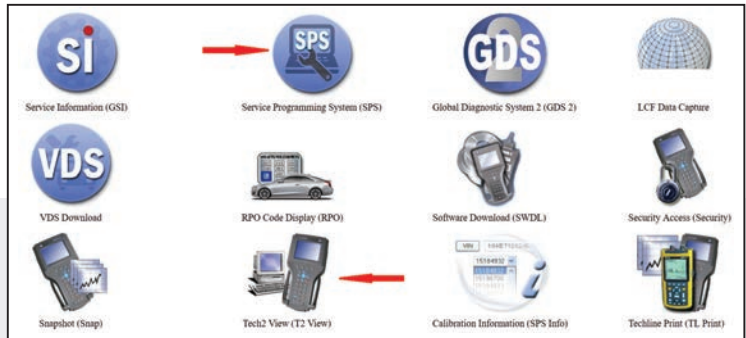 Si
SPS
GDS
2
Service Information (GSI)
Service Programming System (SPS)
Global Diagnostic System 2 (GDS 2)
LCF Data Capture
VDS
VDS Download
RPO Code Display (RPO)
Software Download (SWDL)
Security Access (Security)
VIN
15184932
Snapshot (Snap)
Tech2 View (T2 View)
Calibration Information (SPS Info)
Techline Print (TL Print)